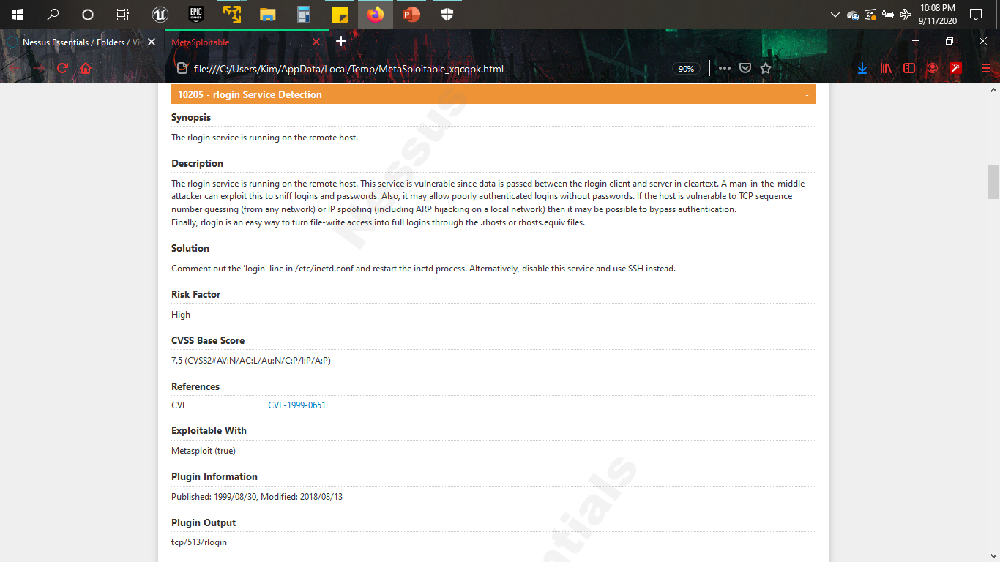 EPIC
GAMES
10:08 PM
9/11/2020
Nessus Essentials / Folders / Vi
MetaSploitable
file:///C:/Users/Kim/AppData/Local/Temp/MetaSploitable_xqcqpk.html
90%
10205 - rlogin Service Detection
-
Synopsis
The rlogin service is running on the remote host.
Description
The rlogin service is running on the remote host. This service is vulnerable since data is passed between the rlogin client and server in cleartext. A man-in-the-middle
attacker can exploit this to sniff logins and passwords. Also, it may allow poorly authenticated logins without passwords. If the host is vulnerable to TCP sequence
number guessing (from any network) or IP spoofing (including ARP hijacking on a local network) then it may be possible to bypass authentication.
Finally, rlogin is an easy way to turn file-write access into full logins through the .rhosts or rhosts.equiv files.
Solution
Comment out the 'login' line in /etc/inetd.conf and restart the inetd process. Alternatively, disable this service and use SSH instead.
Risk Factor
High
CVSS Base Score
7.5 (CVSS2#AV:N/AC:L/Au:N/C:P/I:P/A:P)
References
CVE CVE-1999-0651
Exploitable With
Metasploit (true)
Plugin Information
Published: 1999/08/30, Modified: 2018/08/13
Plugin Output
tcp/513/rlogin
Nessus
ntials